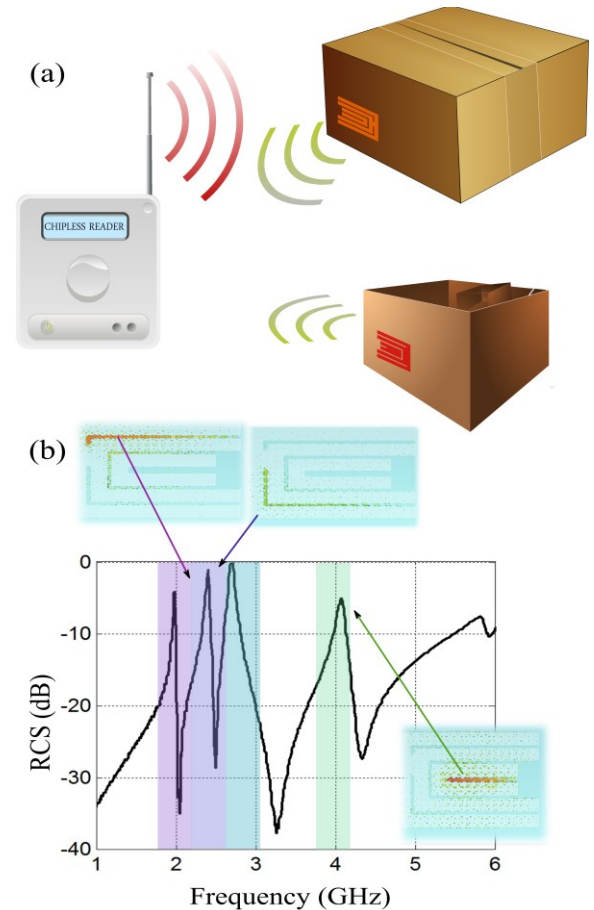 (a)
CHIPLESS READER
(b)
0
-10
-20
-30
-40
RCS (dB)
1 2 3 4 5 6
Frequency (GHz)